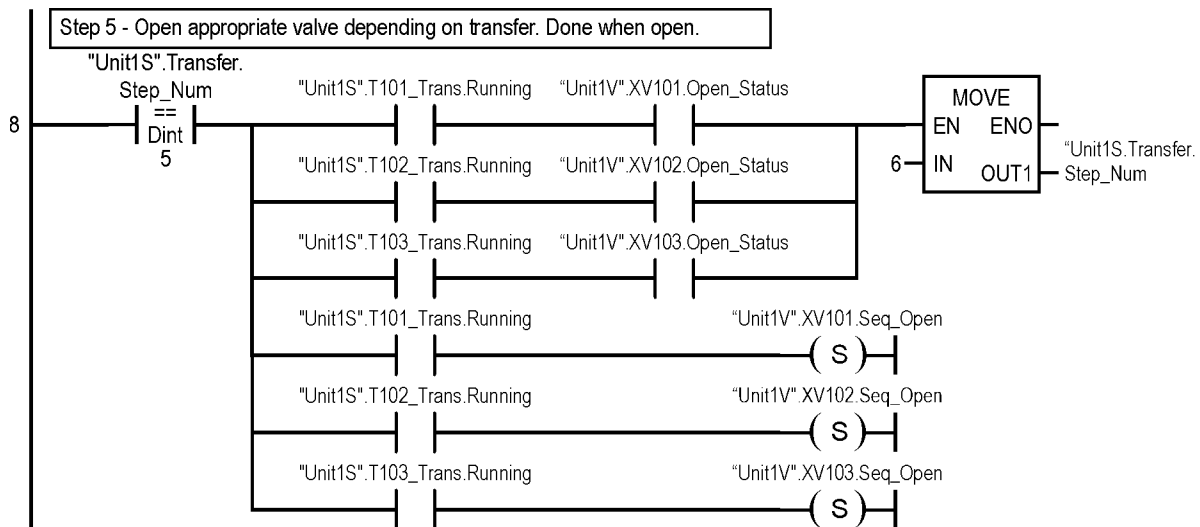 Step 5 - Open appropriate valve depending on transfer. Done when open.
"Unit1S".Transfer.
Step_Num
"Unit1S".T101_Trans.Running
“Unit1V".XV101.Open_Status
MOVE
8
==
Dint
5
EN ENO
"Unit1S".T102_Trans.Running
“Unit1V".XV102.Open_Status
6
IN
OUT1
“Unit1S.Transfer.
Step_Num
"Unit1S".T103_Trans.Running
“Unit1V".XV103.Open_Status
"Unit1S".T101_Trans.Running
“Unit1V".XV101.Seq_Open
S
"Unit1S".T102_Trans.Running
“Unit1V".XV102.Seq_Open
S
"Unit1S".T103_Trans.Running
“Unit1V".XV103.Seq_Open
S